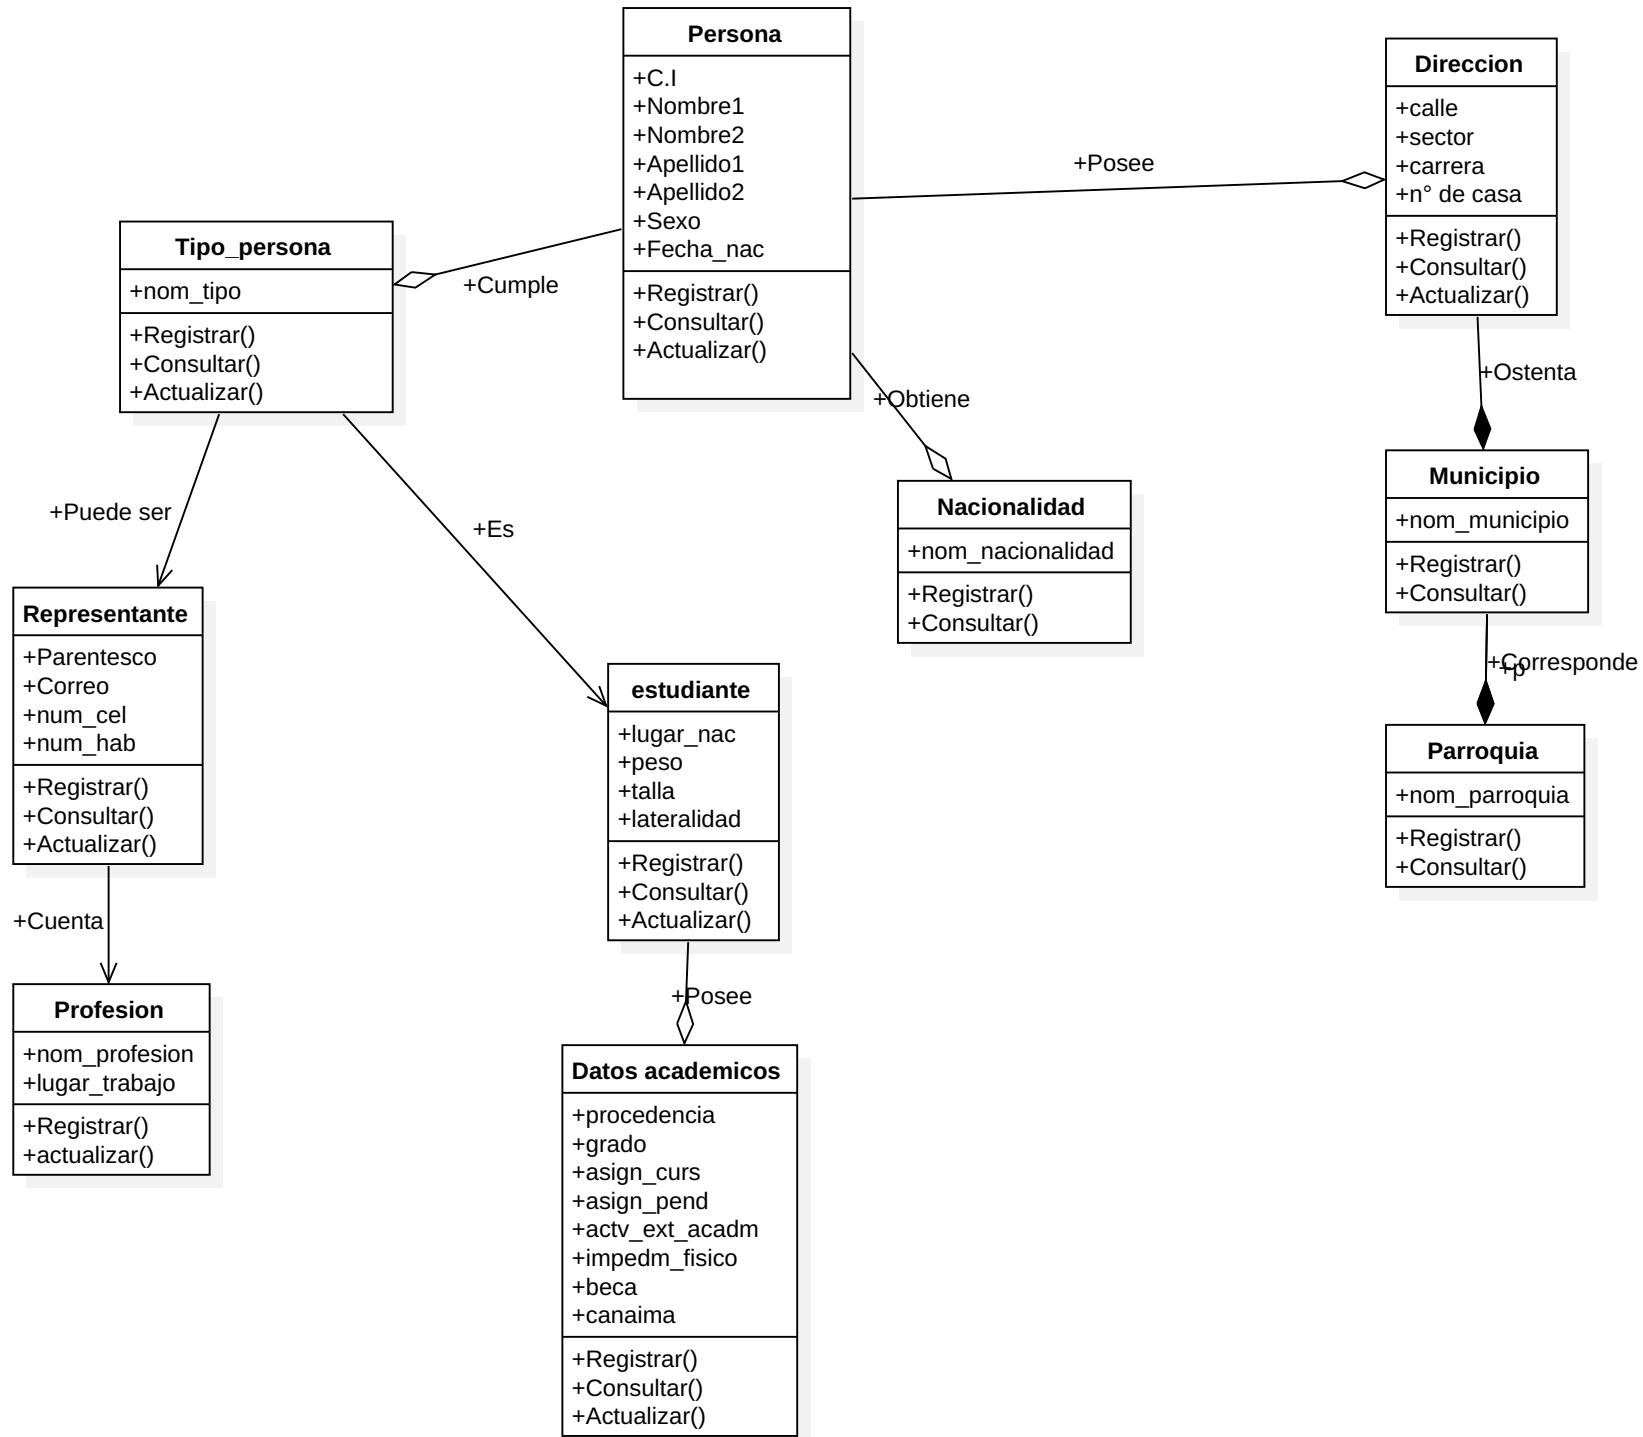 Persona
+C.I
+Nombre1
+Nombre2
+Apellido1
+Apellido2
+Sexo
+Fecha_nac
+Registrar()
+Consultar()
+Actualizar()
Direccion
+calle
+sector
+carrera
+n° de casa
+Registrar()
+Consultar()
+Actualizar()
+Posee
Tipo_persona
+nom_tipo
+Registrar()
+Consultar()
+Actualizar()
+Cumple
+Obtiene
+Ostenta
+Puede ser
+Es
Nacionalidad
+nom_nacionalidad
+Registrar()
+Consultar()
Municipio
+nom_municipio
+Registrar()
+Consultar()
+Corresponde
+p
Representante
+Parentesco
+Correo
+num_cel
+num_hab
+Registrar()
+Consultar()
+Actualizar()
estudiante
+lugar_nac
+peso
+talla
+lateralidad
+Registrar()
+Consultar()
+Actualizar()
Parroquia
+nom_parroquia
+Registrar()
+Consultar()
+Cuenta
+Posee
Profesion
+nom_profesion
+lugar_trabajo
+Registrar()
+actualizar()
Datos academicos
+procedencia
+grado
+asign_curs
+asign_pend
+actv_ext_acadm
+impedm_fisico
+beca
+canaima
+Registrar()
+Consultar()
+Actualizar()